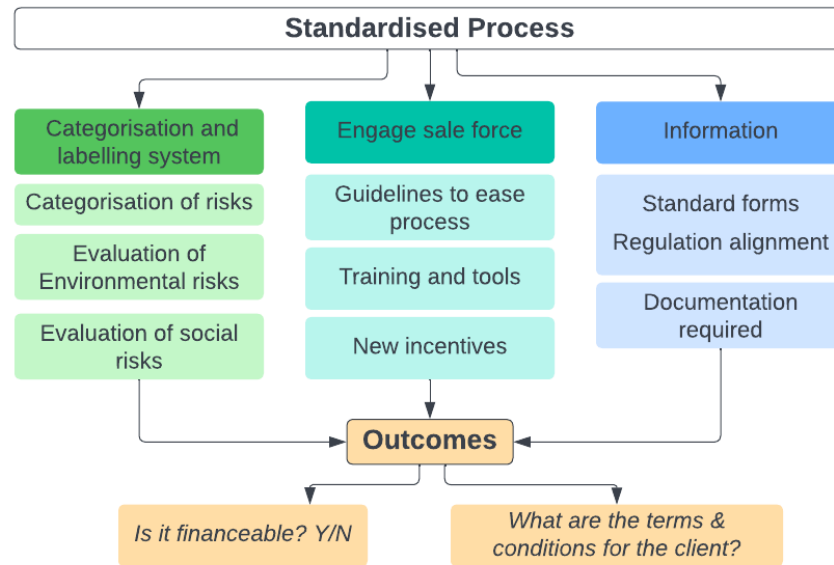 Standardised Process
Categorisation and
labelling system
Categorisation of risks
Evaluation of
Environmental risks
Evaluation of social
risks
Engage sale force
Guidelines to ease
process
Training and tools
New incentives
Information
Standard forms
Regulation alignment
Documentation
required
Outcomes
Is it financeable? Y/N
What are the terms &
conditions for the client?